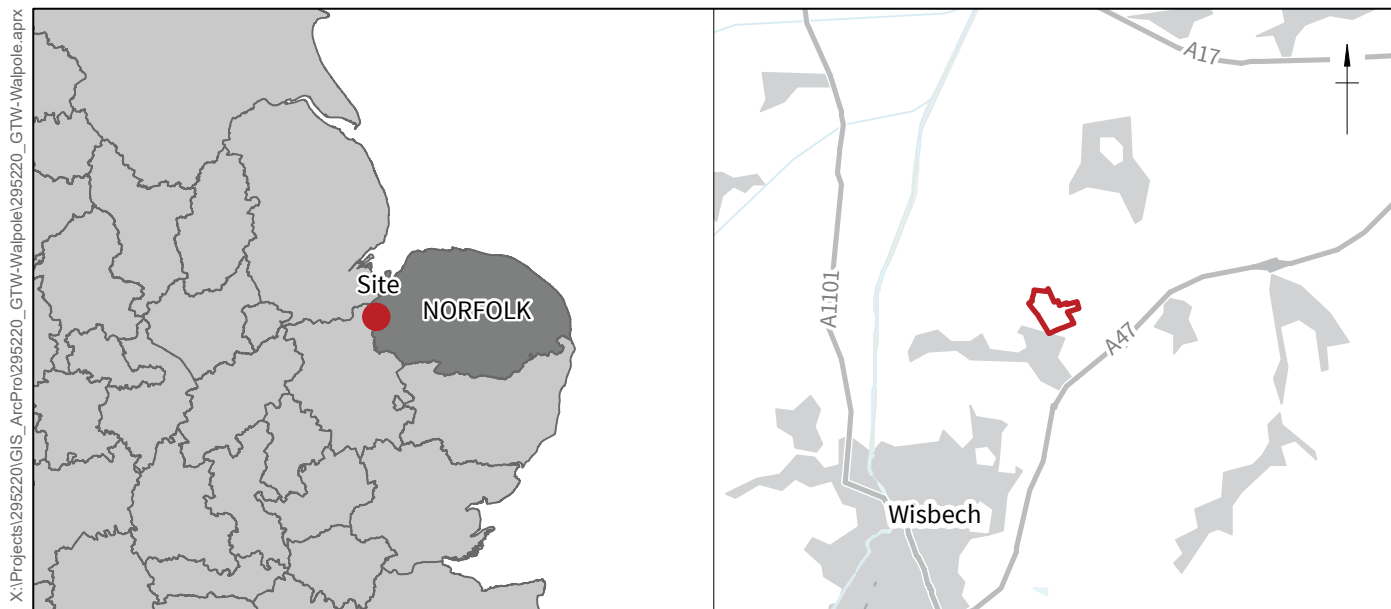 X:\Projects\295220\GIS_ArcPro\295220_GTW-Walpole\295220_GTW-Walpole.aprx
Site
NORFOLK
A17
A1101
A47
Wisbech